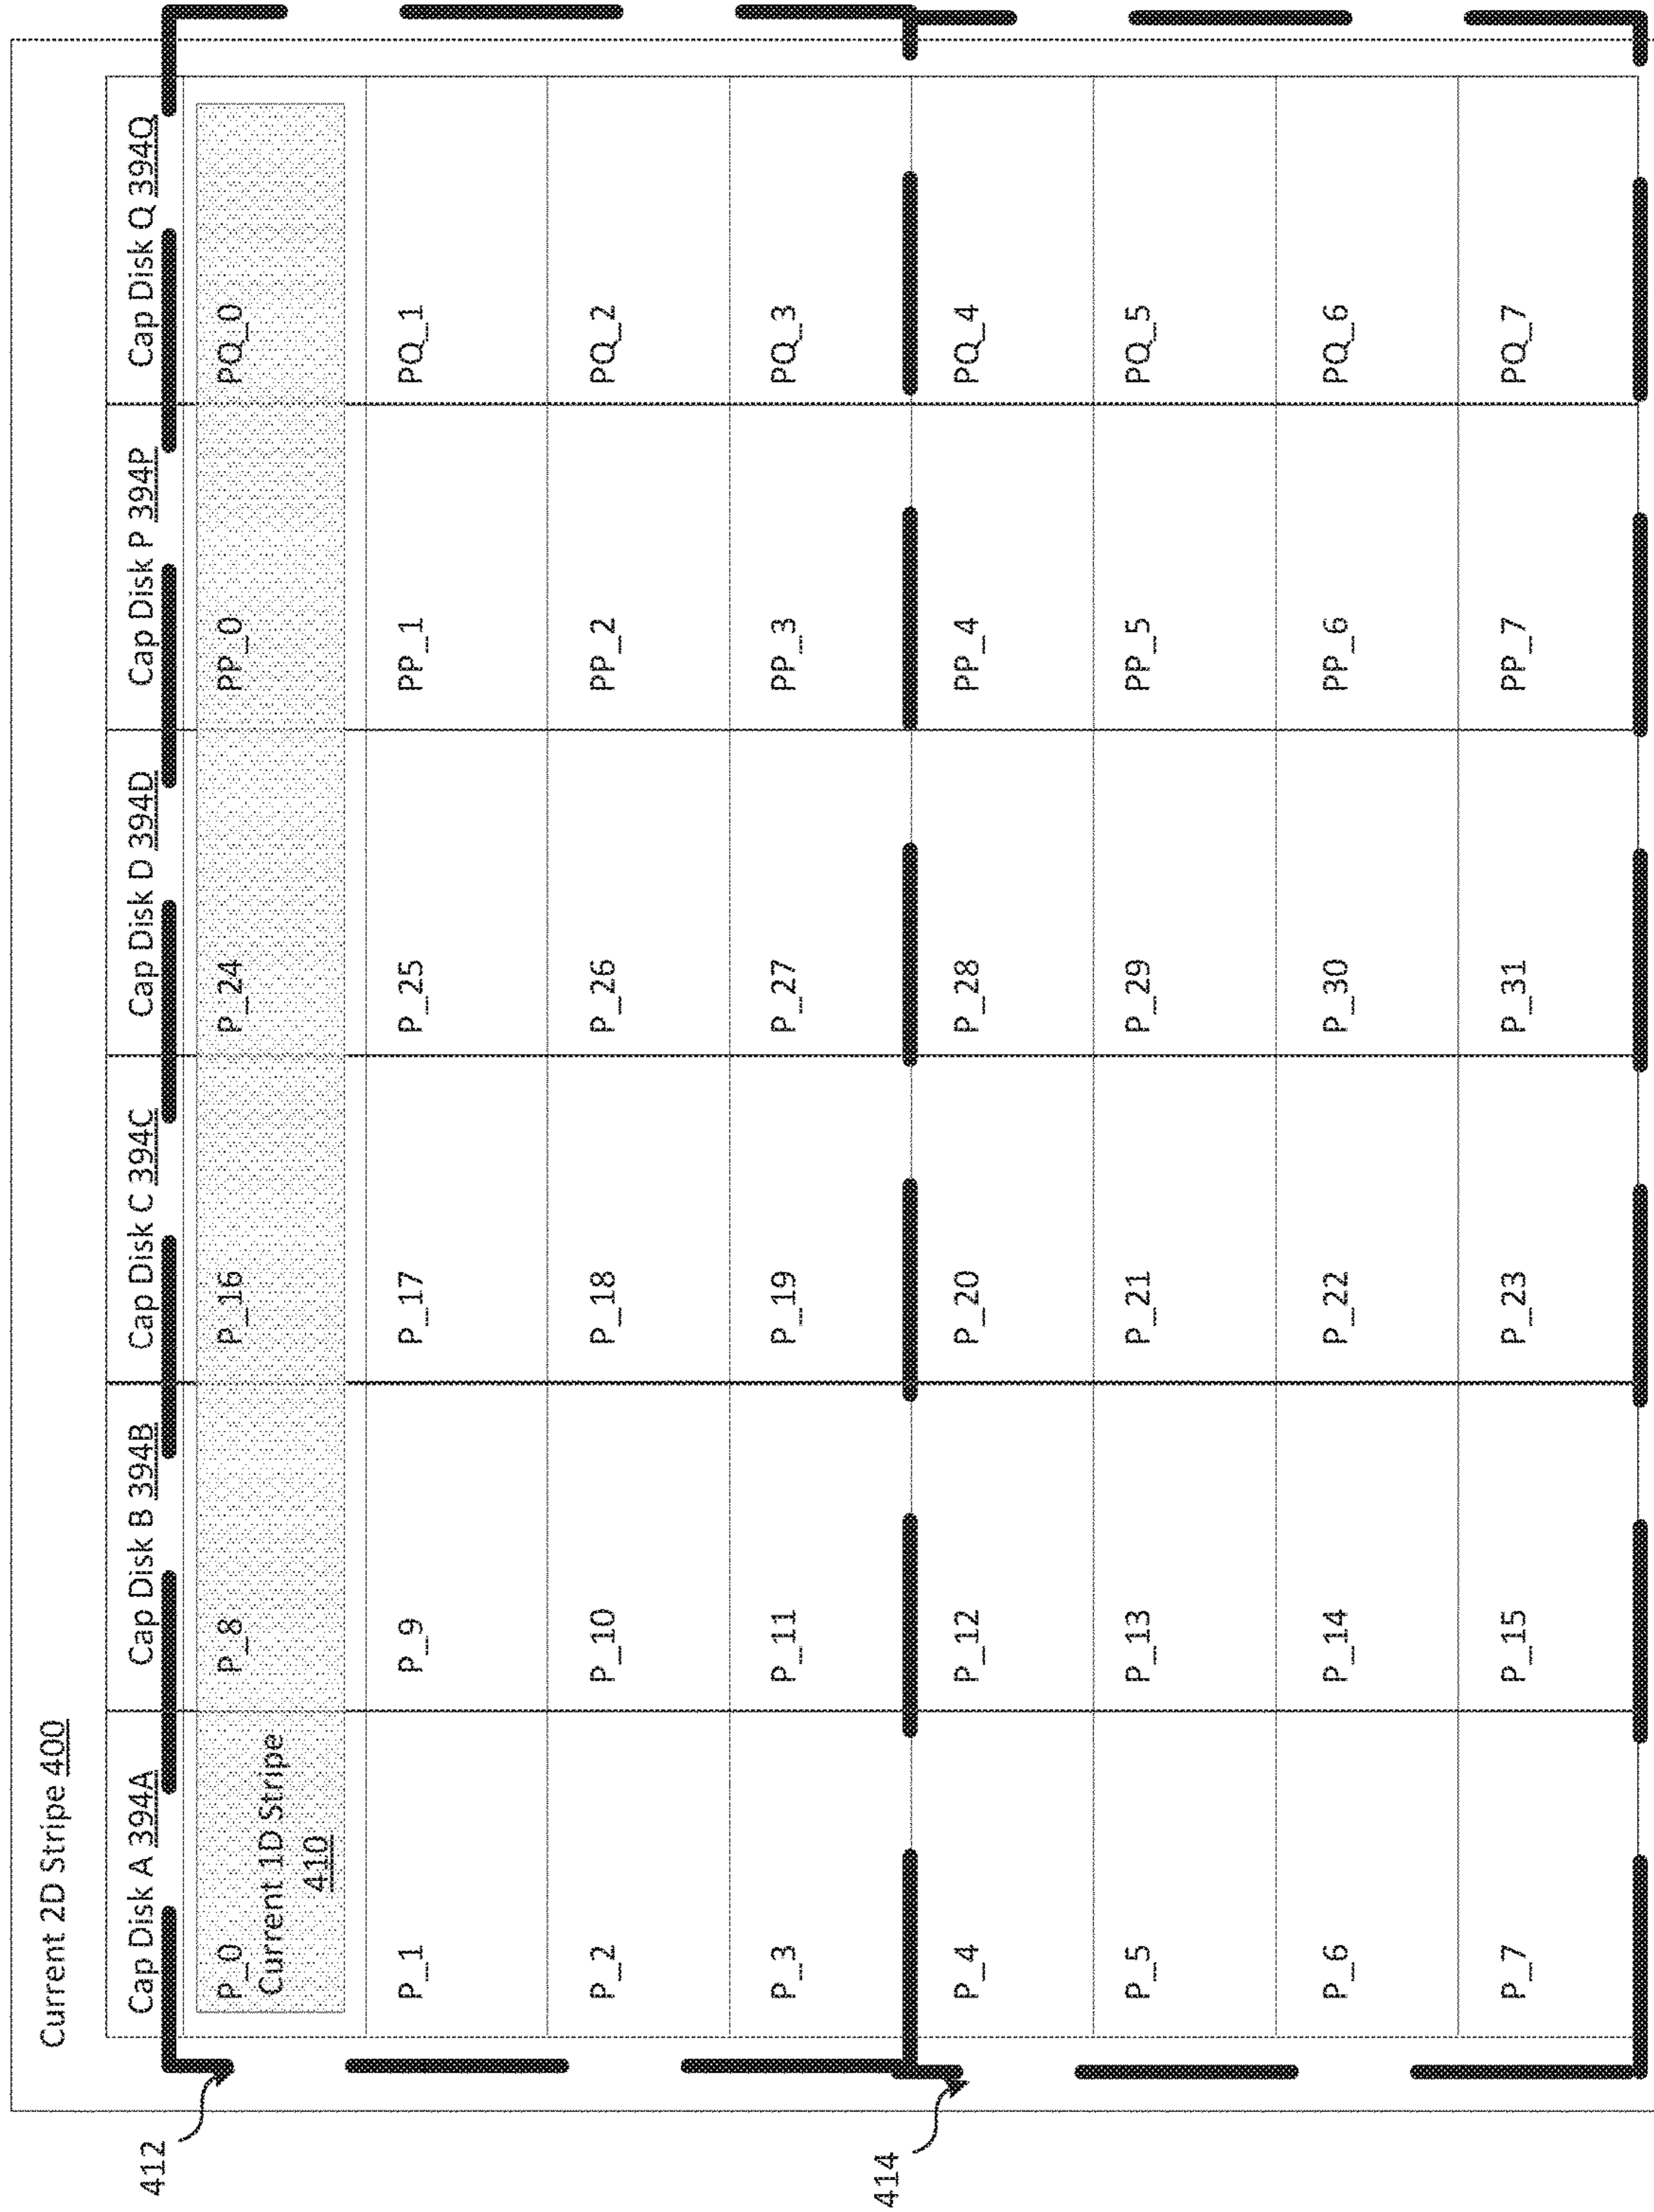 Current 2D Stripe 400
Cap Disk A 394A Cap Disk B 394B Cap Disk C 394C Cap Disk D 394D Cap Disk P 394P Cap Disk Q 394Q
412
P_0 P_8 P_16 P_24 PP_0 PQ_0
Current 1D Stripe
410
P_1 P_9 P_17 P_25 PP_1 PQ_1
P_2 P_10 P_18 P_26 PP_2 PQ_2
P_3 P_11 P_19 P_27 PP_3 PQ_3
414
P_4 P_12 P_20 P_28 PP_4 PQ_4
P_5 P_13 P_21 P_29 PP_5 PQ_5
P_6 P_14 P_22 P_30 PP_6 PQ_6
P_7 P_15 P_23 P_31 PP_7 PQ_7